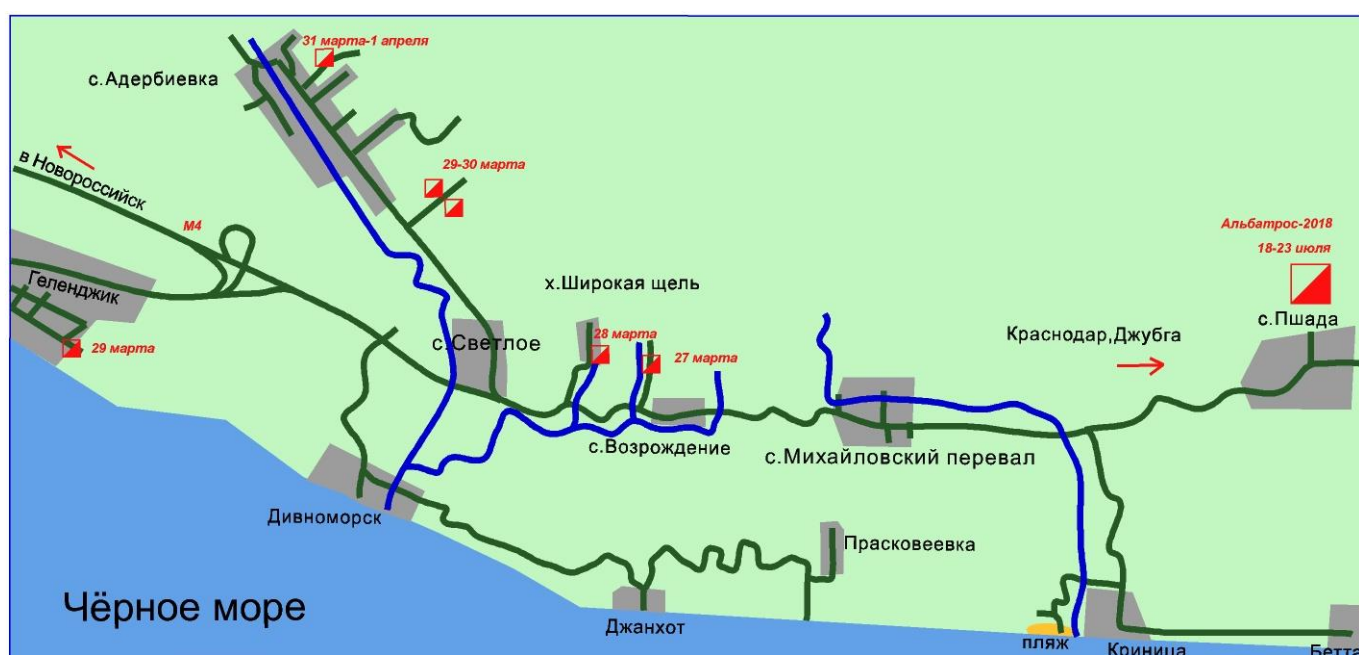 31 марта-1 апреля
с.Адербиевка
в Новороссийск
29-30 марта
М4
Альбатрос-2018
18-23 июля
Геленджик
х.Широкая щель
с.Пшада
Краснодар,Джубга
с.Светлое
28 марта
27 марта
29 марта
с.Возрождение
с.Михайловский перевал
Дивноморск
Прасковеевка
Чёрное море
Джанхот
пляж
Криница
Бетта